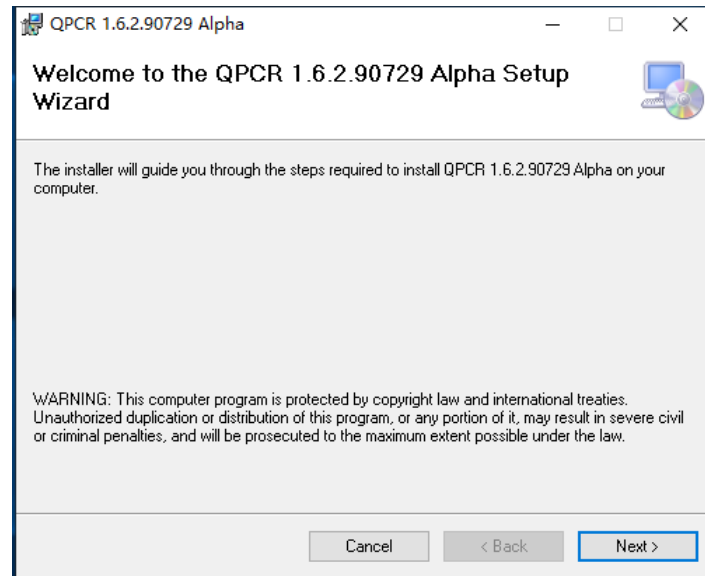 QPCR 1.6.2.90729 Alpha
Welcome to the QPCR 1.6.2.90729 Alpha Setup
Wizard
The installer will guide you through the steps required to install QPCR 1.6.2.90729 Alpha on your
computer.
WARNING: This computer program is protected by copyright law and international treaties.
Unauthorized duplication or distribution of this program, or any portion of it, may result in severe civil
or criminal penalties, and will be prosecuted to the maximum extent possible under the law.
Cancel < Back Next >